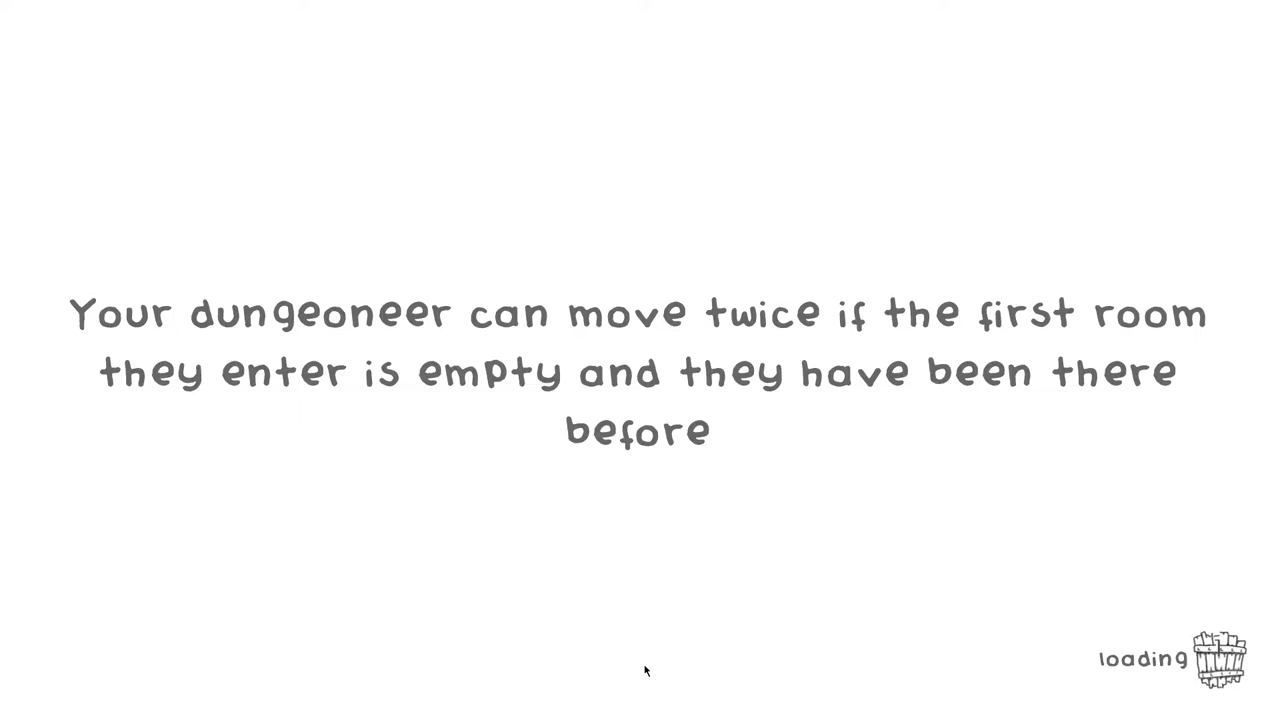 Your dungeoneer can move twice if the first room
they enter is empty and they have been there
before
loading